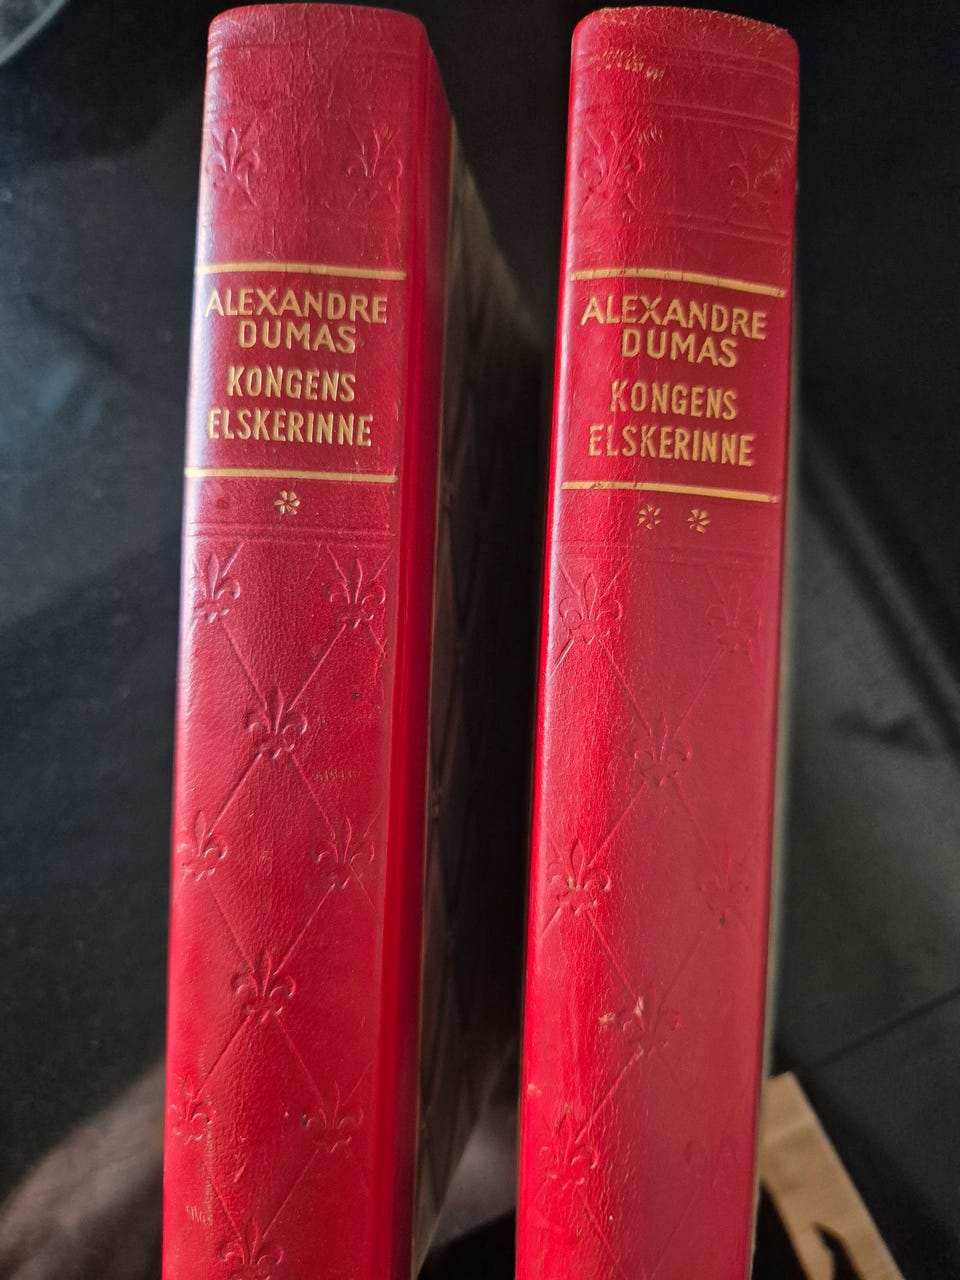 ALEXANDRE
DUMAS
KONGENS
ELSKERINNE
ALEXANDRE
DUMAS
KONGENS
ELSKERINNE